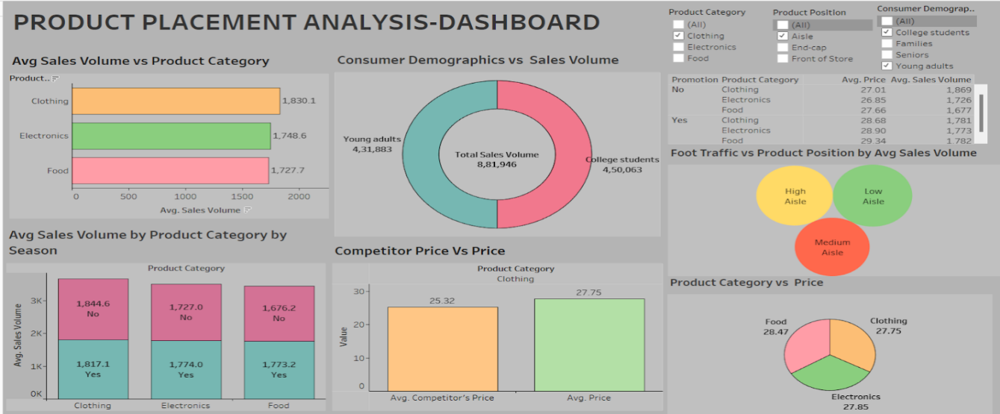 PRODUCT PLACEMENT ANALYSIS-DASHBOARD
Product Category
(All)
Clothing
Electronics
Food
Product Position
(All)
Aisle
End-cap
Front of Store
Consumer Demograp..
(All)
College students
Families
Seniors
Young adults
Avg Sales Volume vs Product Category
Product..
Clothing
1,830.1
Electronics
1,748.6
Food
1,727.7
0 500 1000 1500 2000
Avg. Sales Volume
Consumer Demographics vs Sales Volume
Young adults
4,31,883
Total Sales Volume
8,81,946
College students
4,50,063
Promotion Product Category Avg. Price Avg. Sales Volume
No Clothing 27.01 1,869
Electronics 26.85 1,726
Food 27.66 1,677
Yes Clothing 28.68 1,781
Electronics 28.90 1,773
Food 29.34 1,782
Foot Traffic vs Product Position by Avg Sales Volume
High
Aisle
Low
Aisle
Medium
Aisle
Avg Sales Volume by Product Category by
Season
Product Category
Avg. Sales Volume
3K
2K
1K
0K
1,844.6
No
1,727.0
No
1,676.2
No
1,817.1
Yes
1,774.0
Yes
1,773.2
Yes
Clothing Electronics Food
Competitor Price Vs Price
Product Category
Clothing
Value
30
20
10
0
25.32
27.75
Avg. Competitor's Price Avg. Price
Product Category vs Price
Food
28.47
Clothing
27.75
Electronics
27.85